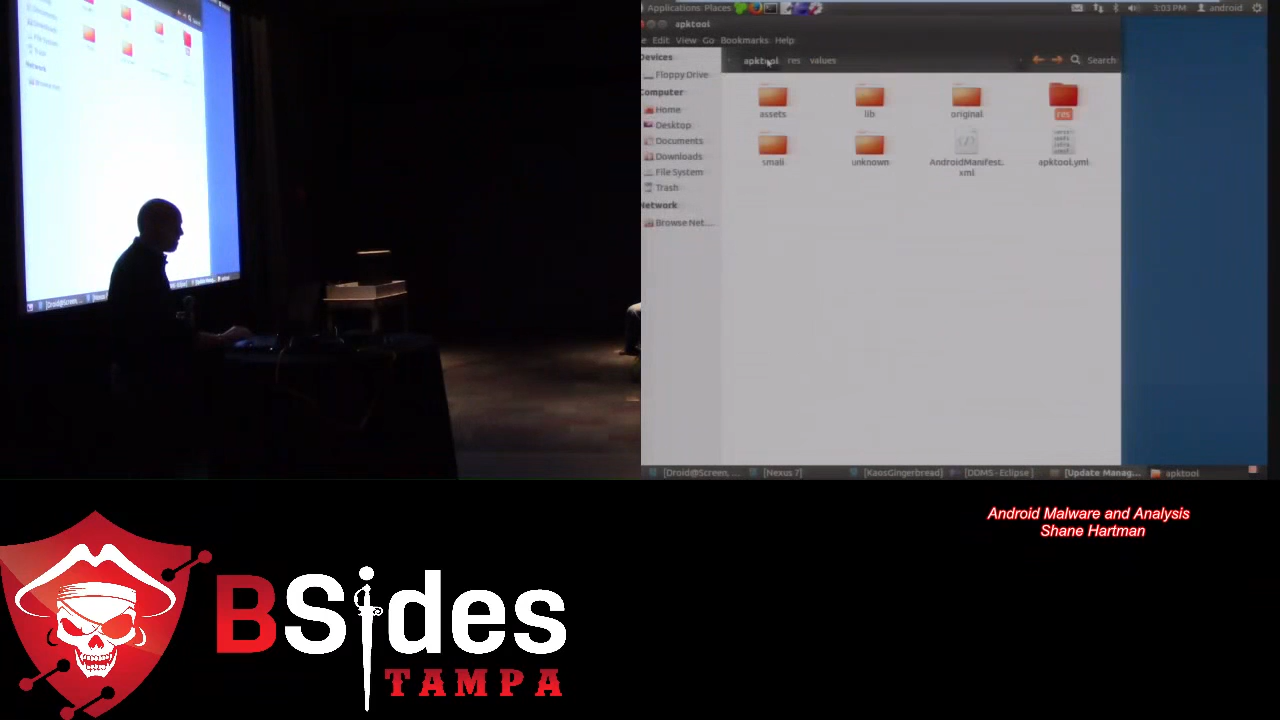 Applications Places
3:03 PM
android
apktool
Edit: View Go Bookmarks Help
Devices
Floppy Drive
Computer
Home
Desktop
Documents
Downloads
File System
Trash
Network
Browse Net...
apktool res values
Search
assets lib original res
smali unknown AndroidManifest.
xml
apktool.yml
[Droid@Screen, ...
[Nexus 7]
[KaosGingerbread]
[DDMS - Eclipse ]
[Update Manag...
apktool
Android Malware and Analysis
Shane Hartman
BSides
TAMPA